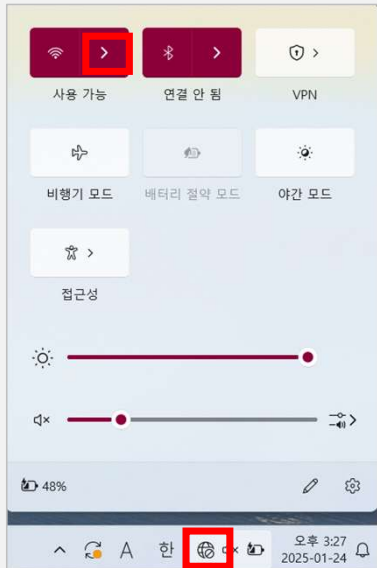 사용 가능
연결 안 됨
VPN
비행기 모드
배터리 절약 모드
야간 모드
접근성
48%
A 한 오후 3:27
2025-01-24